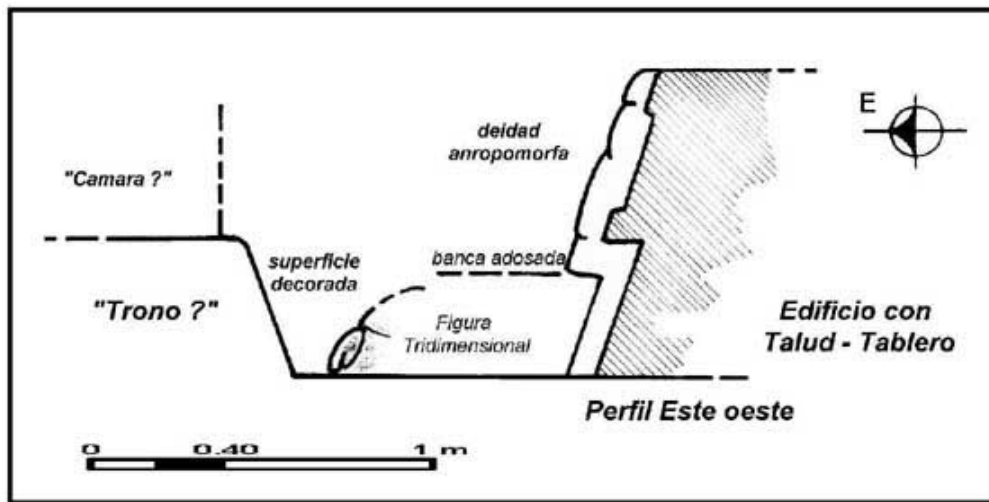 deidad
anropomorfa
E
"Camara ?"
superficie
decorada
banca adosada
"Trono ?"
Figura
Tridimensional
Edificio con
Talud - Tablero
Perfil Este oeste
0 0.40 1 m